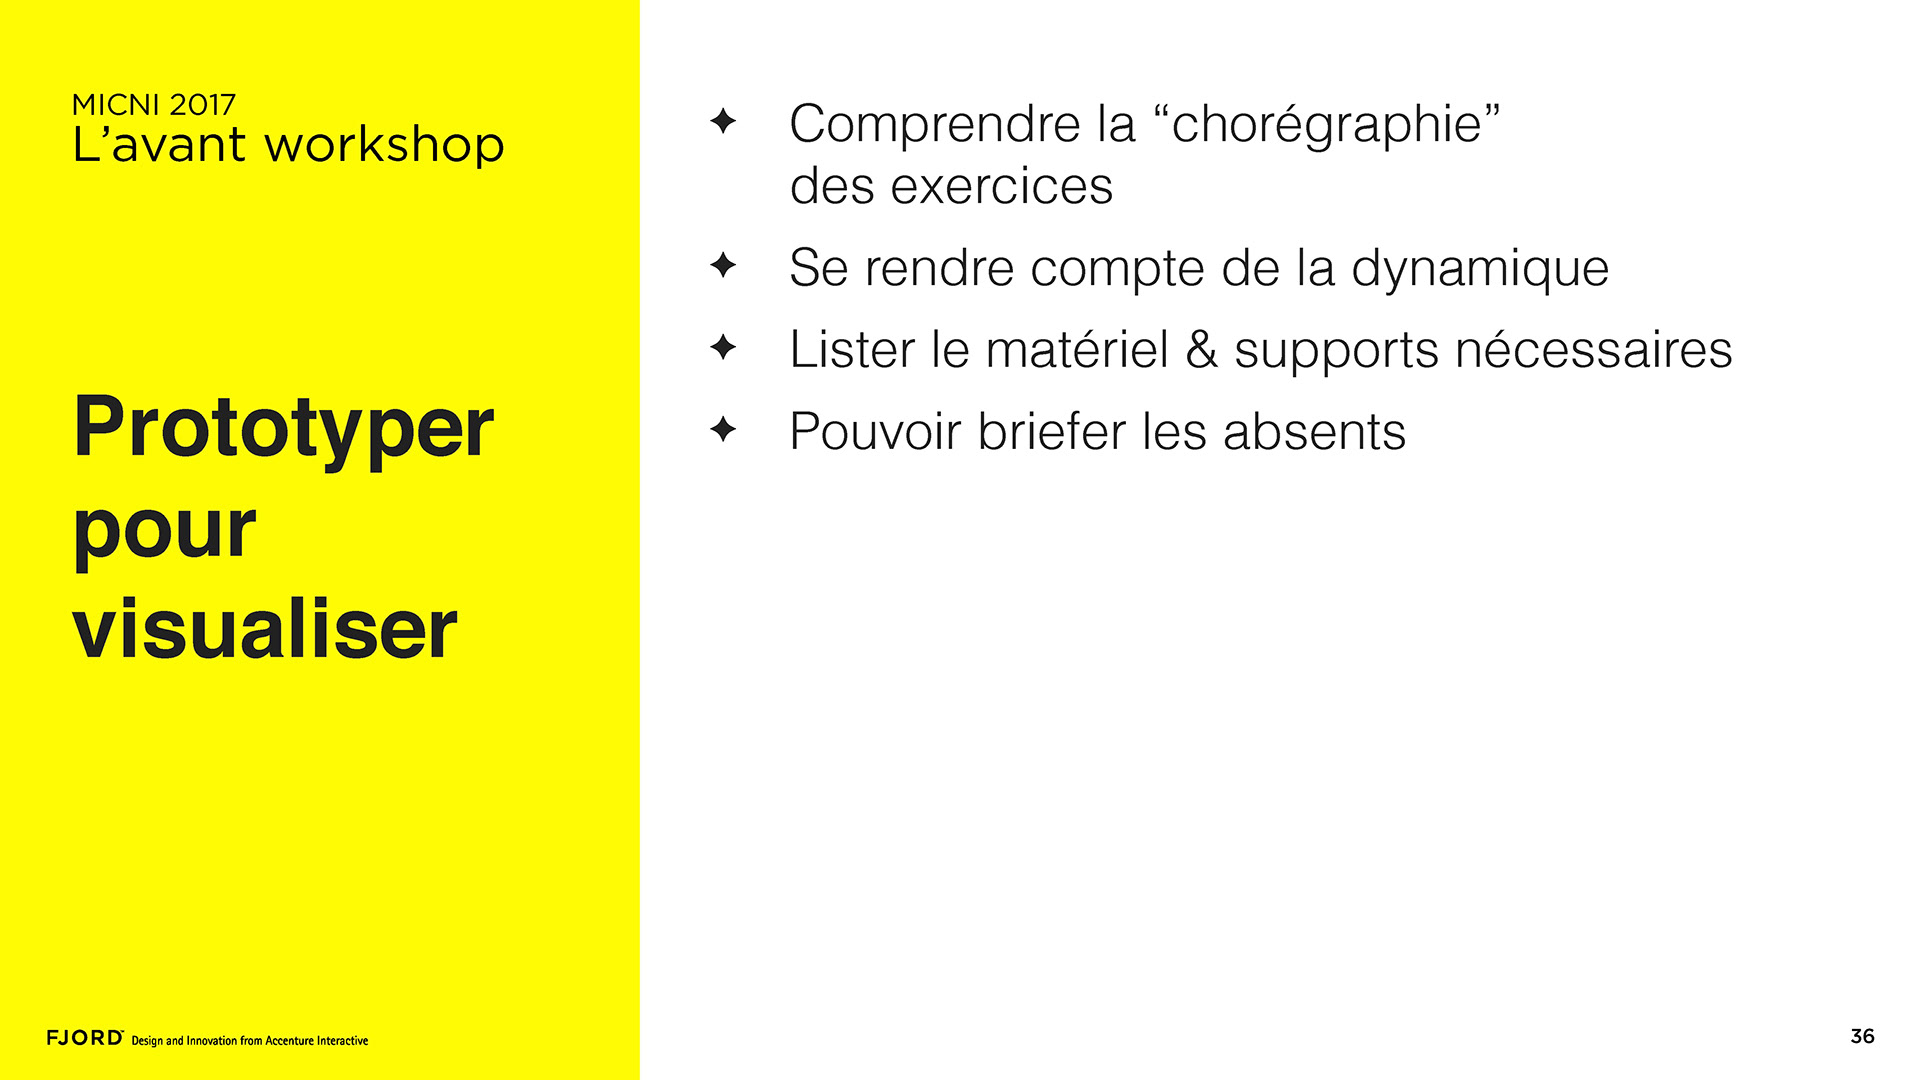 MICNI 2017
L’avant workshop
Prototyper
pour
visualiser
✦ Comprendre la “chorégraphie”
des exercices
✦ Se rendre compte de la dynamique
✦ Lister le matériel & supports nécessaires
✦ Pouvoir briefer les absents
FJORD™ Design and Innovation from Accenture Interactive
36